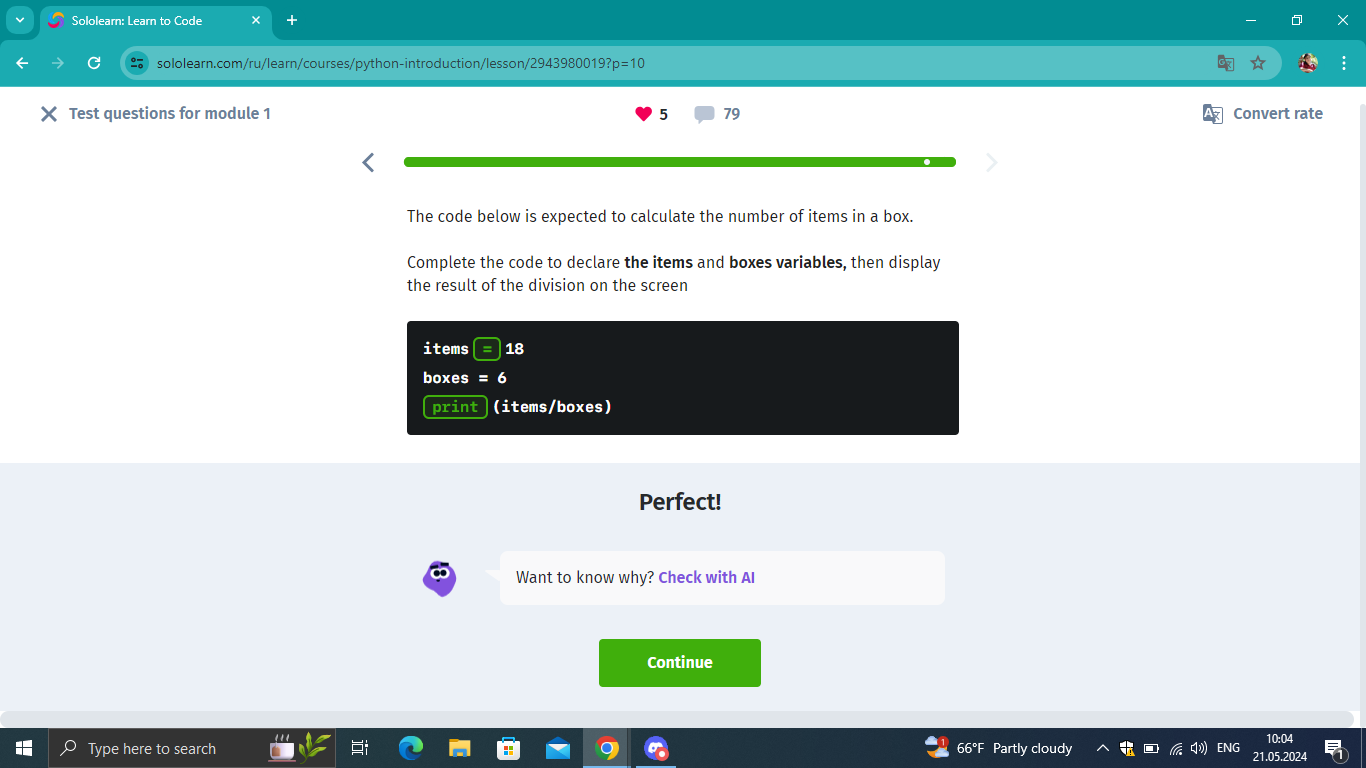 Sololearn: Learn to Code
sololearn.com/ru/learn/courses/python-introduction/lesson/2943980019?p=10
Test questions for module 1
5
79
Convert rate
The code below is expected to calculate the number of items in a box.
Complete the code to declare the items and boxes variables, then display
the result of the division on the screen
items = 18
boxes = 6
print (items/boxes)
Perfect!
Want to know why? Check with AI
Continue
Type here to search
1
66°F Partly cloudy
ENG
10:04
21.05.2024
1